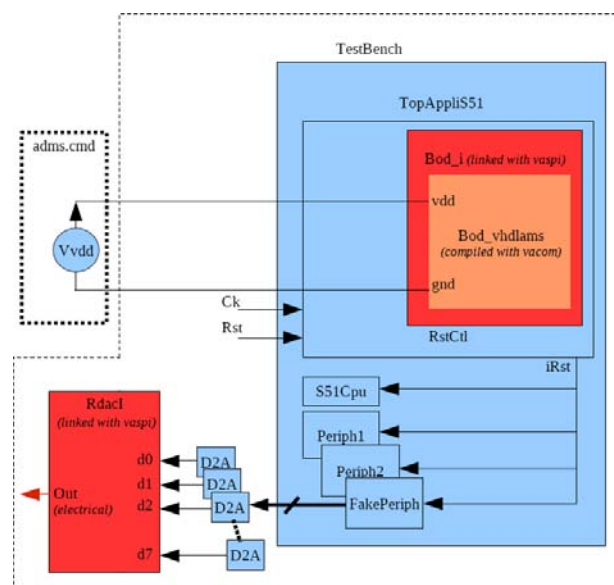 TestBench
TopAppliS51
adms.cmd
Bod_i (linked with vaspi)
vdd
Vvdd
Bod_vhdlams
(compiled with vacom)
gnd
Ck
Rst
RstCtl
iRst
S51Cpu
RdacI
(linked with vaspi)
Periph1
d0
D2A
Periph2
d1
D2A
Out
(electrical)
d2
D2A
FakePeriph
d7
D2A